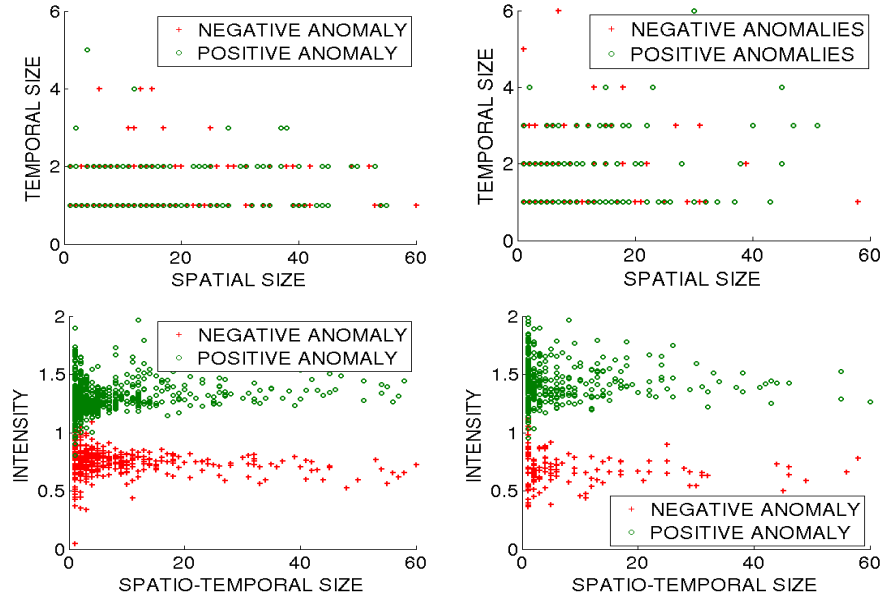 6
4
2
0
TEMPORAL SIZE
NEGATIVE ANOMALY
POSITIVE ANOMALY
0
20
40
60
SPATIAL SIZE
6
4
2
0
TEMPORAL SIZE
NEGATIVE ANOMALIES
POSITIVE ANOMALIES
0
20
40
60
SPATIAL SIZE
2
1.5
1
0.5
0
INTENSITY
NEGATIVE ANOMALY
POSITIVE ANOMALY
0
20
40
60
SPATIO-TEMPORAL SIZE
2
1.5
1
0.5
0
INTENSITY
NEGATIVE ANOMALY
POSITIVE ANOMALY
0
20
40
60
SPATIO-TEMPORAL SIZE